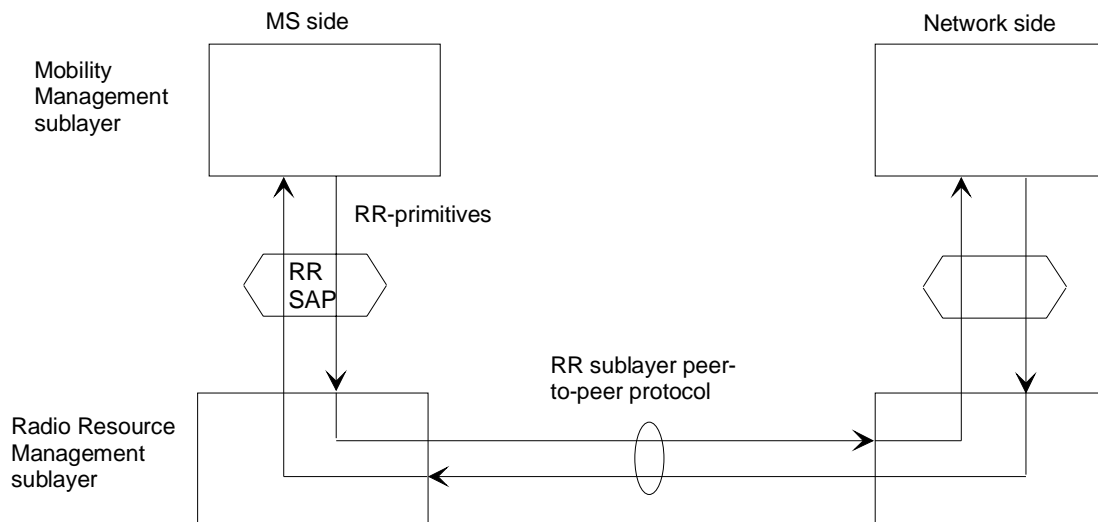 MS side
Network side
Mobility
Management
sublayer
RR-primitives
RR
SAP
RR sublayer peer-
to-peer protocol
Radio Resource
Management
sublayer